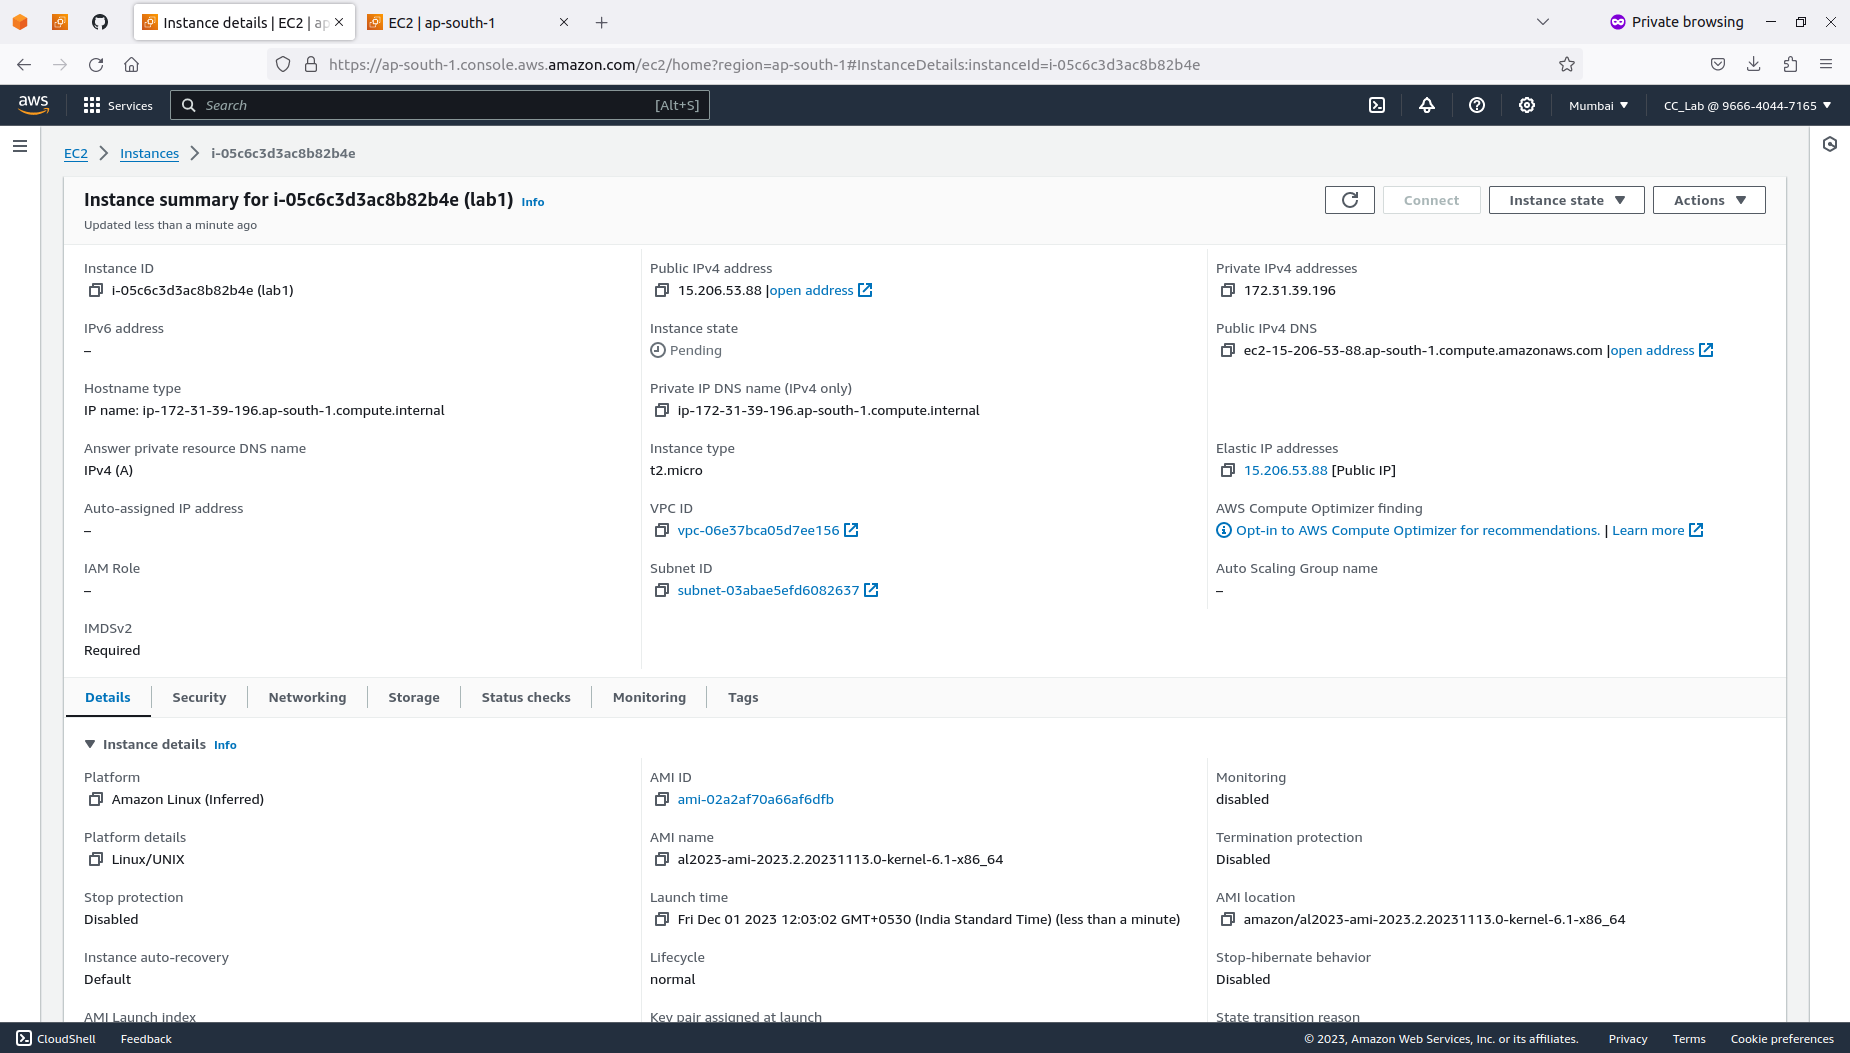 Instance details | EC2 | ap
EC2 | ap-south-1
Private browsing
https://ap-south-1.console.aws.amazon.com/ec2/home?region=ap-south-1#InstanceDetails:instanceId=i-05c6c3d3ac8b82b4e
aws
Services
Search
[Alt+S]
Mumbai
CC_Lab @ 9666-4044-7165
EC2
Instances
i-05c6c3d3ac8b82b4e
Instance summary for i-05c6c3d3ac8b82b4e (lab1) Info
Updated less than a minute ago
Connect
Instance state
Actions
Instance ID
i-05c6c3d3ac8b82b4e (lab1)
Public IPv4 address
15.206.53.88 |open address
Private IPv4 addresses
172.31.39.196
IPv6 address
–
Instance state
Pending
Public IPv4 DNS
ec2-15-206-53-88.ap-south-1.compute.amazonaws.com |open address
Hostname type
IP name: ip-172-31-39-196.ap-south-1.compute.internal
Private IP DNS name (IPv4 only)
ip-172-31-39-196.ap-south-1.compute.internal
Answer private resource DNS name
IPv4 (A)
Instance type
t2.micro
Elastic IP addresses
15.206.53.88 [Public IP]
Auto-assigned IP address
–
VPC ID
vpc-06e37bca05d7ee156
AWS Compute Optimizer finding
Opt-in to AWS Compute Optimizer for recommendations. | Learn more
IAM Role
–
Subnet ID
subnet-03abae5efd6082637
Auto Scaling Group name
–
IMDSv2
Required
Details
Security
Networking
Storage
Status checks
Monitoring
Tags
Instance details Info
Platform
Amazon Linux (Inferred)
AMI ID
ami-02a2af70a66af6dfb
Monitoring
disabled
Platform details
Linux/UNIX
AMI name
al2023-ami-2023.2.20231113.0-kernel-6.1-x86_64
Termination protection
Disabled
Stop protection
Disabled
Launch time
Fri Dec 01 2023 12:03:02 GMT+0530 (India Standard Time) (less than a minute)
AMI location
amazon/al2023-ami-2023.2.20231113.0-kernel-6.1-x86_64
Instance auto-recovery
Default
Lifecycle
normal
Stop-hibernate behavior
Disabled
AMI Launch index
Key pair assigned at launch
State transition reason
CloudShell
Feedback
© 2023, Amazon Web Services, Inc. or its affiliates.
Privacy
Terms
Cookie preferences